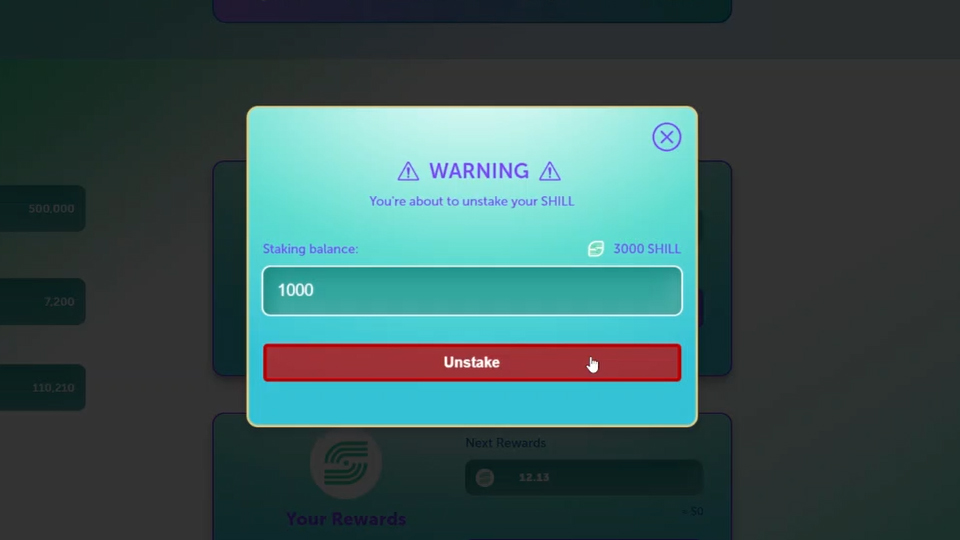 WARNING
You're about to unstake your SHILL
Staking balance:
3000 SHILL
1000
Unstake
500,000
7,200
110,210
Next Rewards
12.13
Your Rewards